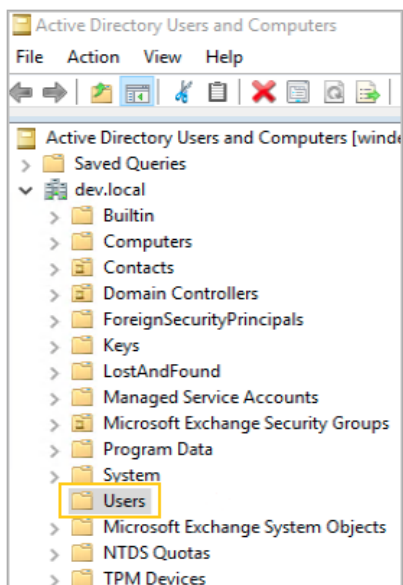 Active Directory Users and Computers
File Action View Help
Active Directory Users and Computers [winde
Saved Queries
dev.local
Builtin
Computers
Contacts
Domain Controllers
ForeignSecurityPrincipals
Keys
LostAndFound
Managed Service Accounts
Microsoft Exchange Security Groups
Program Data
System
Users
Microsoft Exchange System Objects
NTDS Quotas
TPM Devices